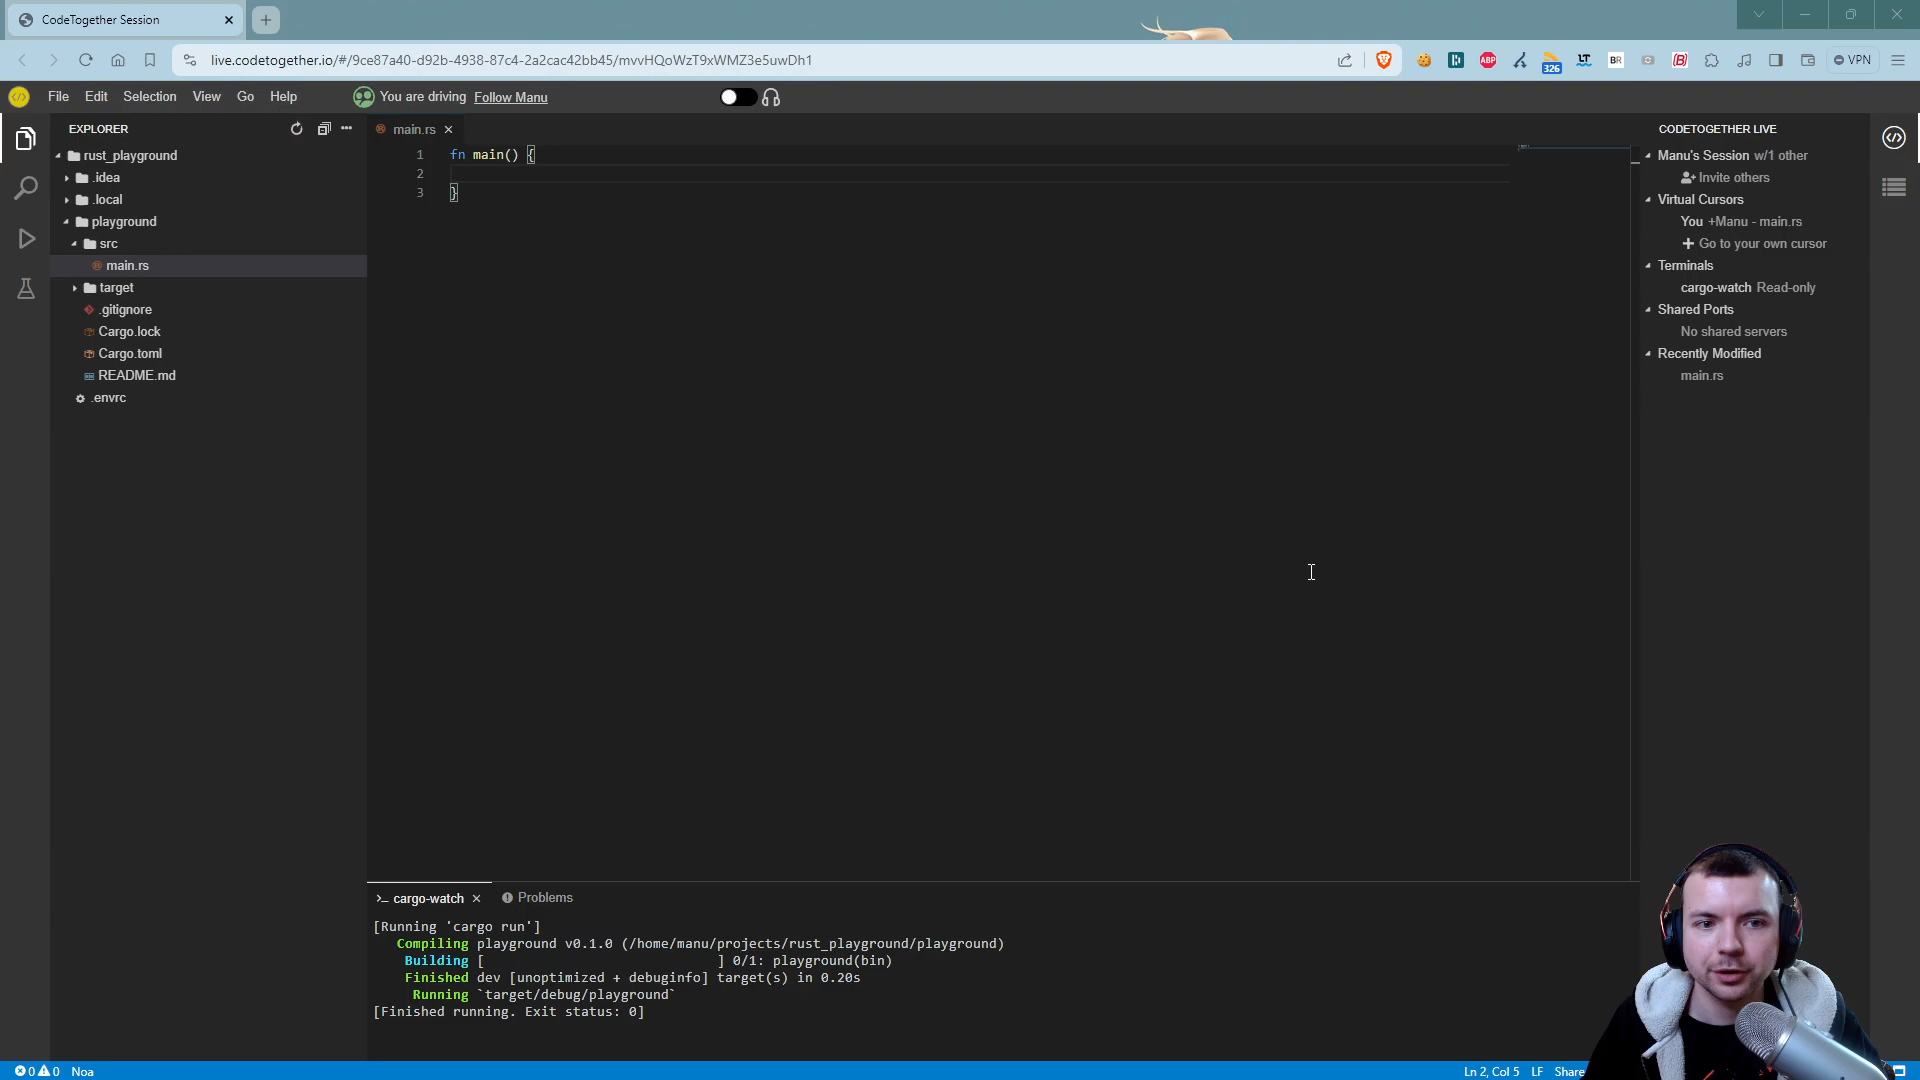 CodeTogether Session
live.codetogether.io/#/9ce87a40-d92b-4938-87c4-2a2cac42bb45/mvvHQoWzT9xWMZ3e5uwDh1
ABP
326
LT
BR
VPN
File Edit Selection View Go Help
You are driving Follow Manu
EXPLORER
rust_playground
.idea
.local
playground
src
main.rs
target
.gitignore
Cargo.lock
Cargo.toml
README.md
.envrc
main.rs
1 fn main() {
2
3 }
CODETOGETHER LIVE
Manu's Session w/1 other
Invite others
Virtual Cursors
You +Manu - main.rs
Go to your own cursor
Terminals
cargo-watch Read-only
Shared Ports
No shared servers
Recently Modified
main.rs
cargo-watch Problems
[Running 'cargo run']
Compiling playground v0.1.0 (/home/manu/projects/rust_playground/playground)
Building [ ] 0/1: playground(bin)
Finished dev [unoptimized + debuginfo] target(s) in 0.20s
Running `target/debug/playground`
[Finished running. Exit status: 0]
0 0 Noa
Ln 2, Col 5 LF Share